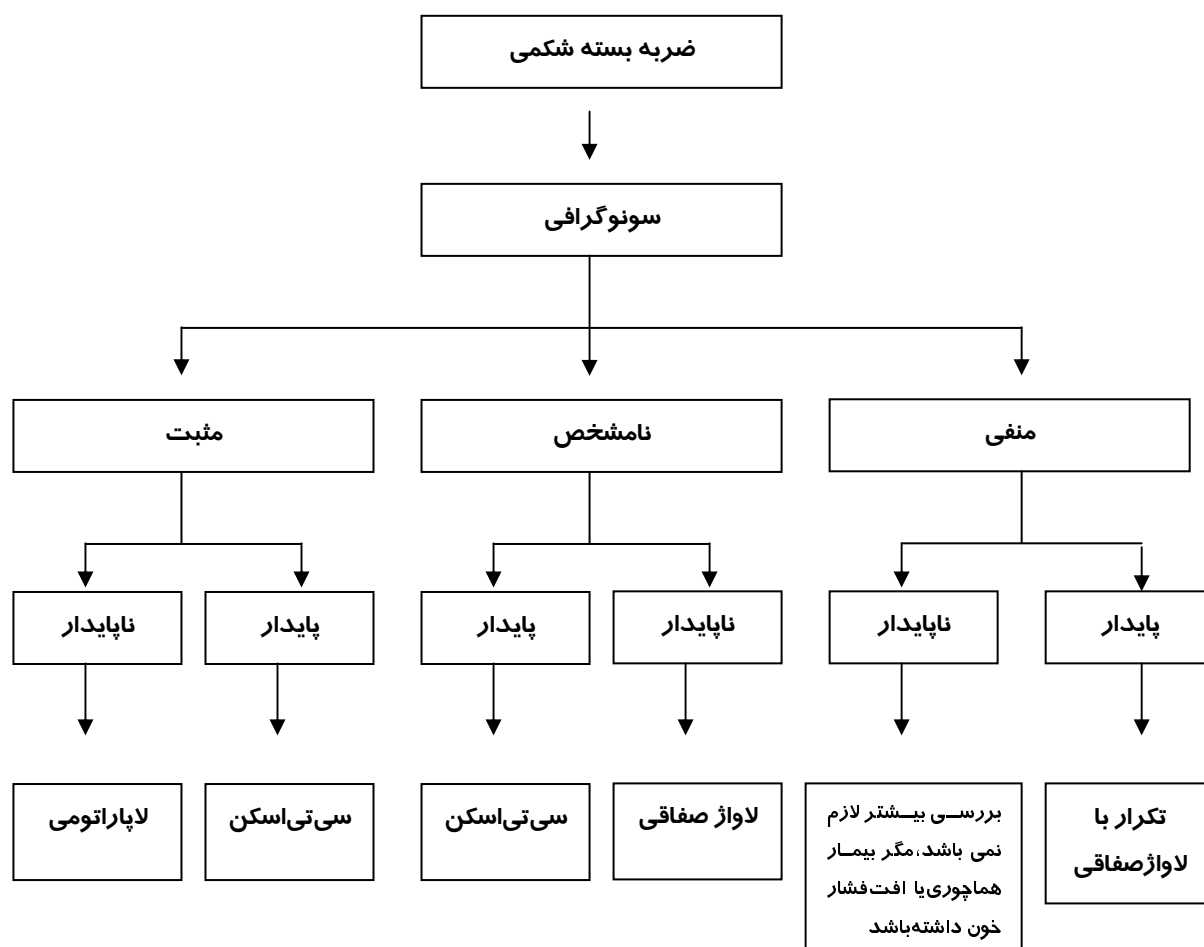 ضربه بسته شکمی
سونوگرافی
منفی
نامشخص
مثبت
پایدار
ناپایدار
ناپایدار
پایدار
پایدار
ناپایدار
تکرار با
لاواژصفاقی
بررسی بیشتر لازم
نمی باشد،مگر بیمار
هماچوری‌یا افت‌فشار
خون داشته‌باشد
لاواژ صفاقی
سی‌تی‌اسکن
سی‌تی‌اسکن
لاپاراتومی